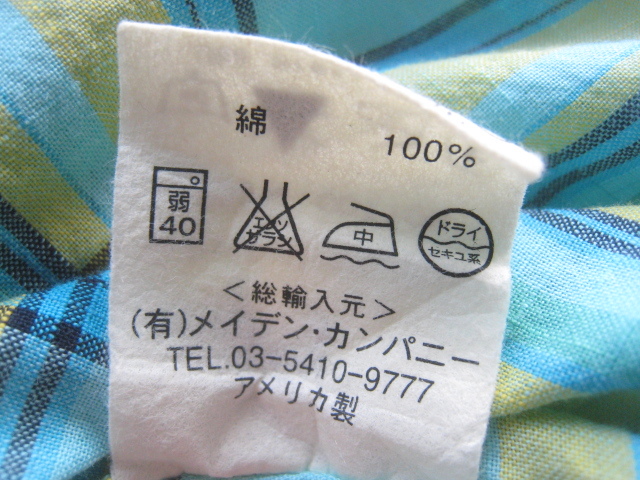 綿 100%
弱 40 エンソ サラシ 中 ドライ セキユ系
<総輸入元>
(有)メイデン・カンパニー
TEL.03-5410-9777
アメリカ製